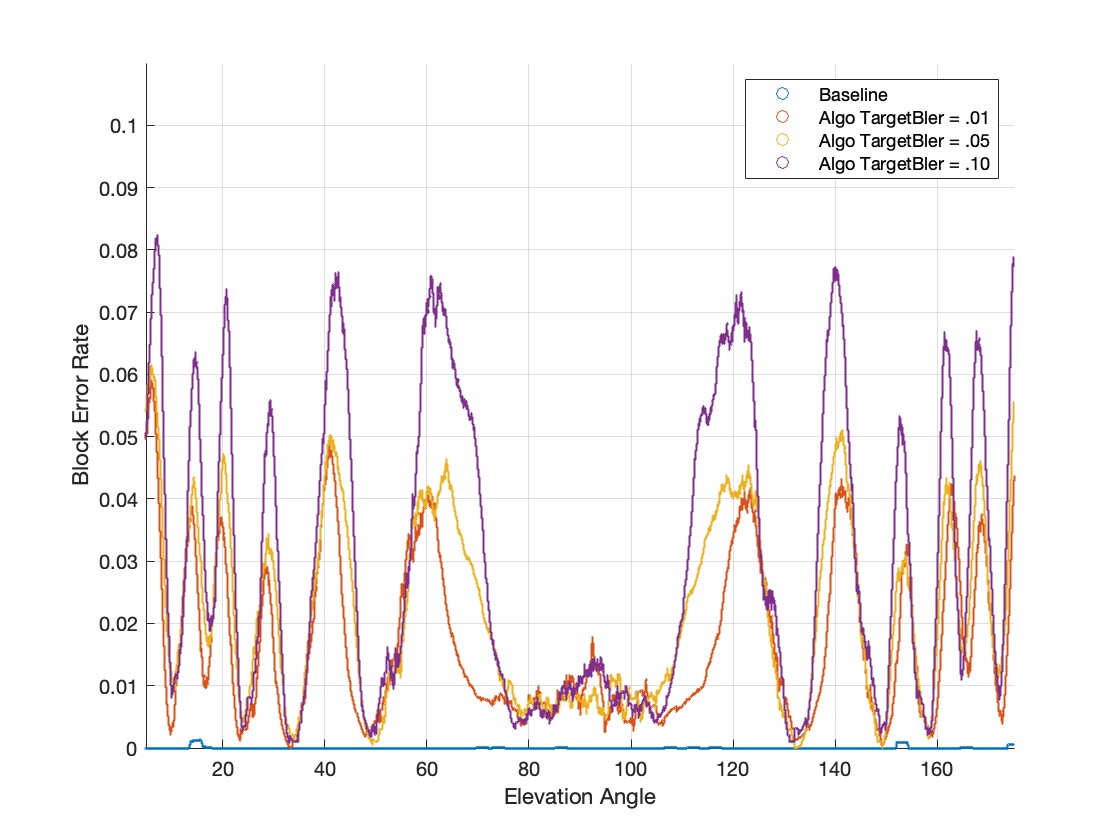 Baseline
Algo TargetBler = .01
Algo TargetBler = .05
Algo TargetBler = .10
0.1
0.09
0.08
0.07
0.06
0.05
0.04
0.03
0.02
0.01
0
Block Error Rate
20 40 60 80 100 120 140 160
Elevation Angle